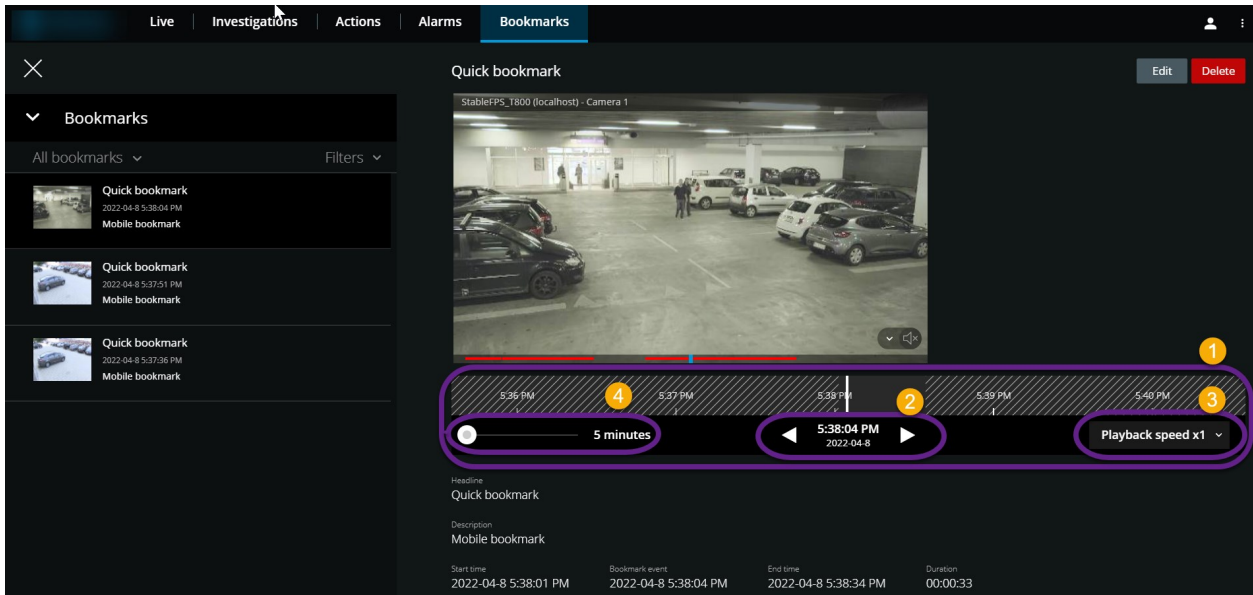 Live Investigations Actions Alarms Bookmarks
Quick bookmark
Edit Delete
StableFPS_T800 (localhost) - Camera 1
Bookmarks
All bookmarks Filters
Quick bookmark
2022-04-8 5:38:04 PM
Mobile bookmark
Quick bookmark
2022-04-8 5:37:51 PM
Mobile bookmark
Quick bookmark
2022-04-8 5:37:36 PM
Mobile bookmark
1
5:36 PM 4 5:37 PM 5:38 PM 2 5:39 PM 5:40 PM 3
5 minutes
5:38:04 PM
2022-04-8
Playback speed x1
Headline
Quick bookmark
Description
Mobile bookmark
Start time Bookmark event End time Duration
2022-04-8 5:38:01 PM 2022-04-8 5:38:04 PM 2022-04-8 5:38:34 PM 00:00:33